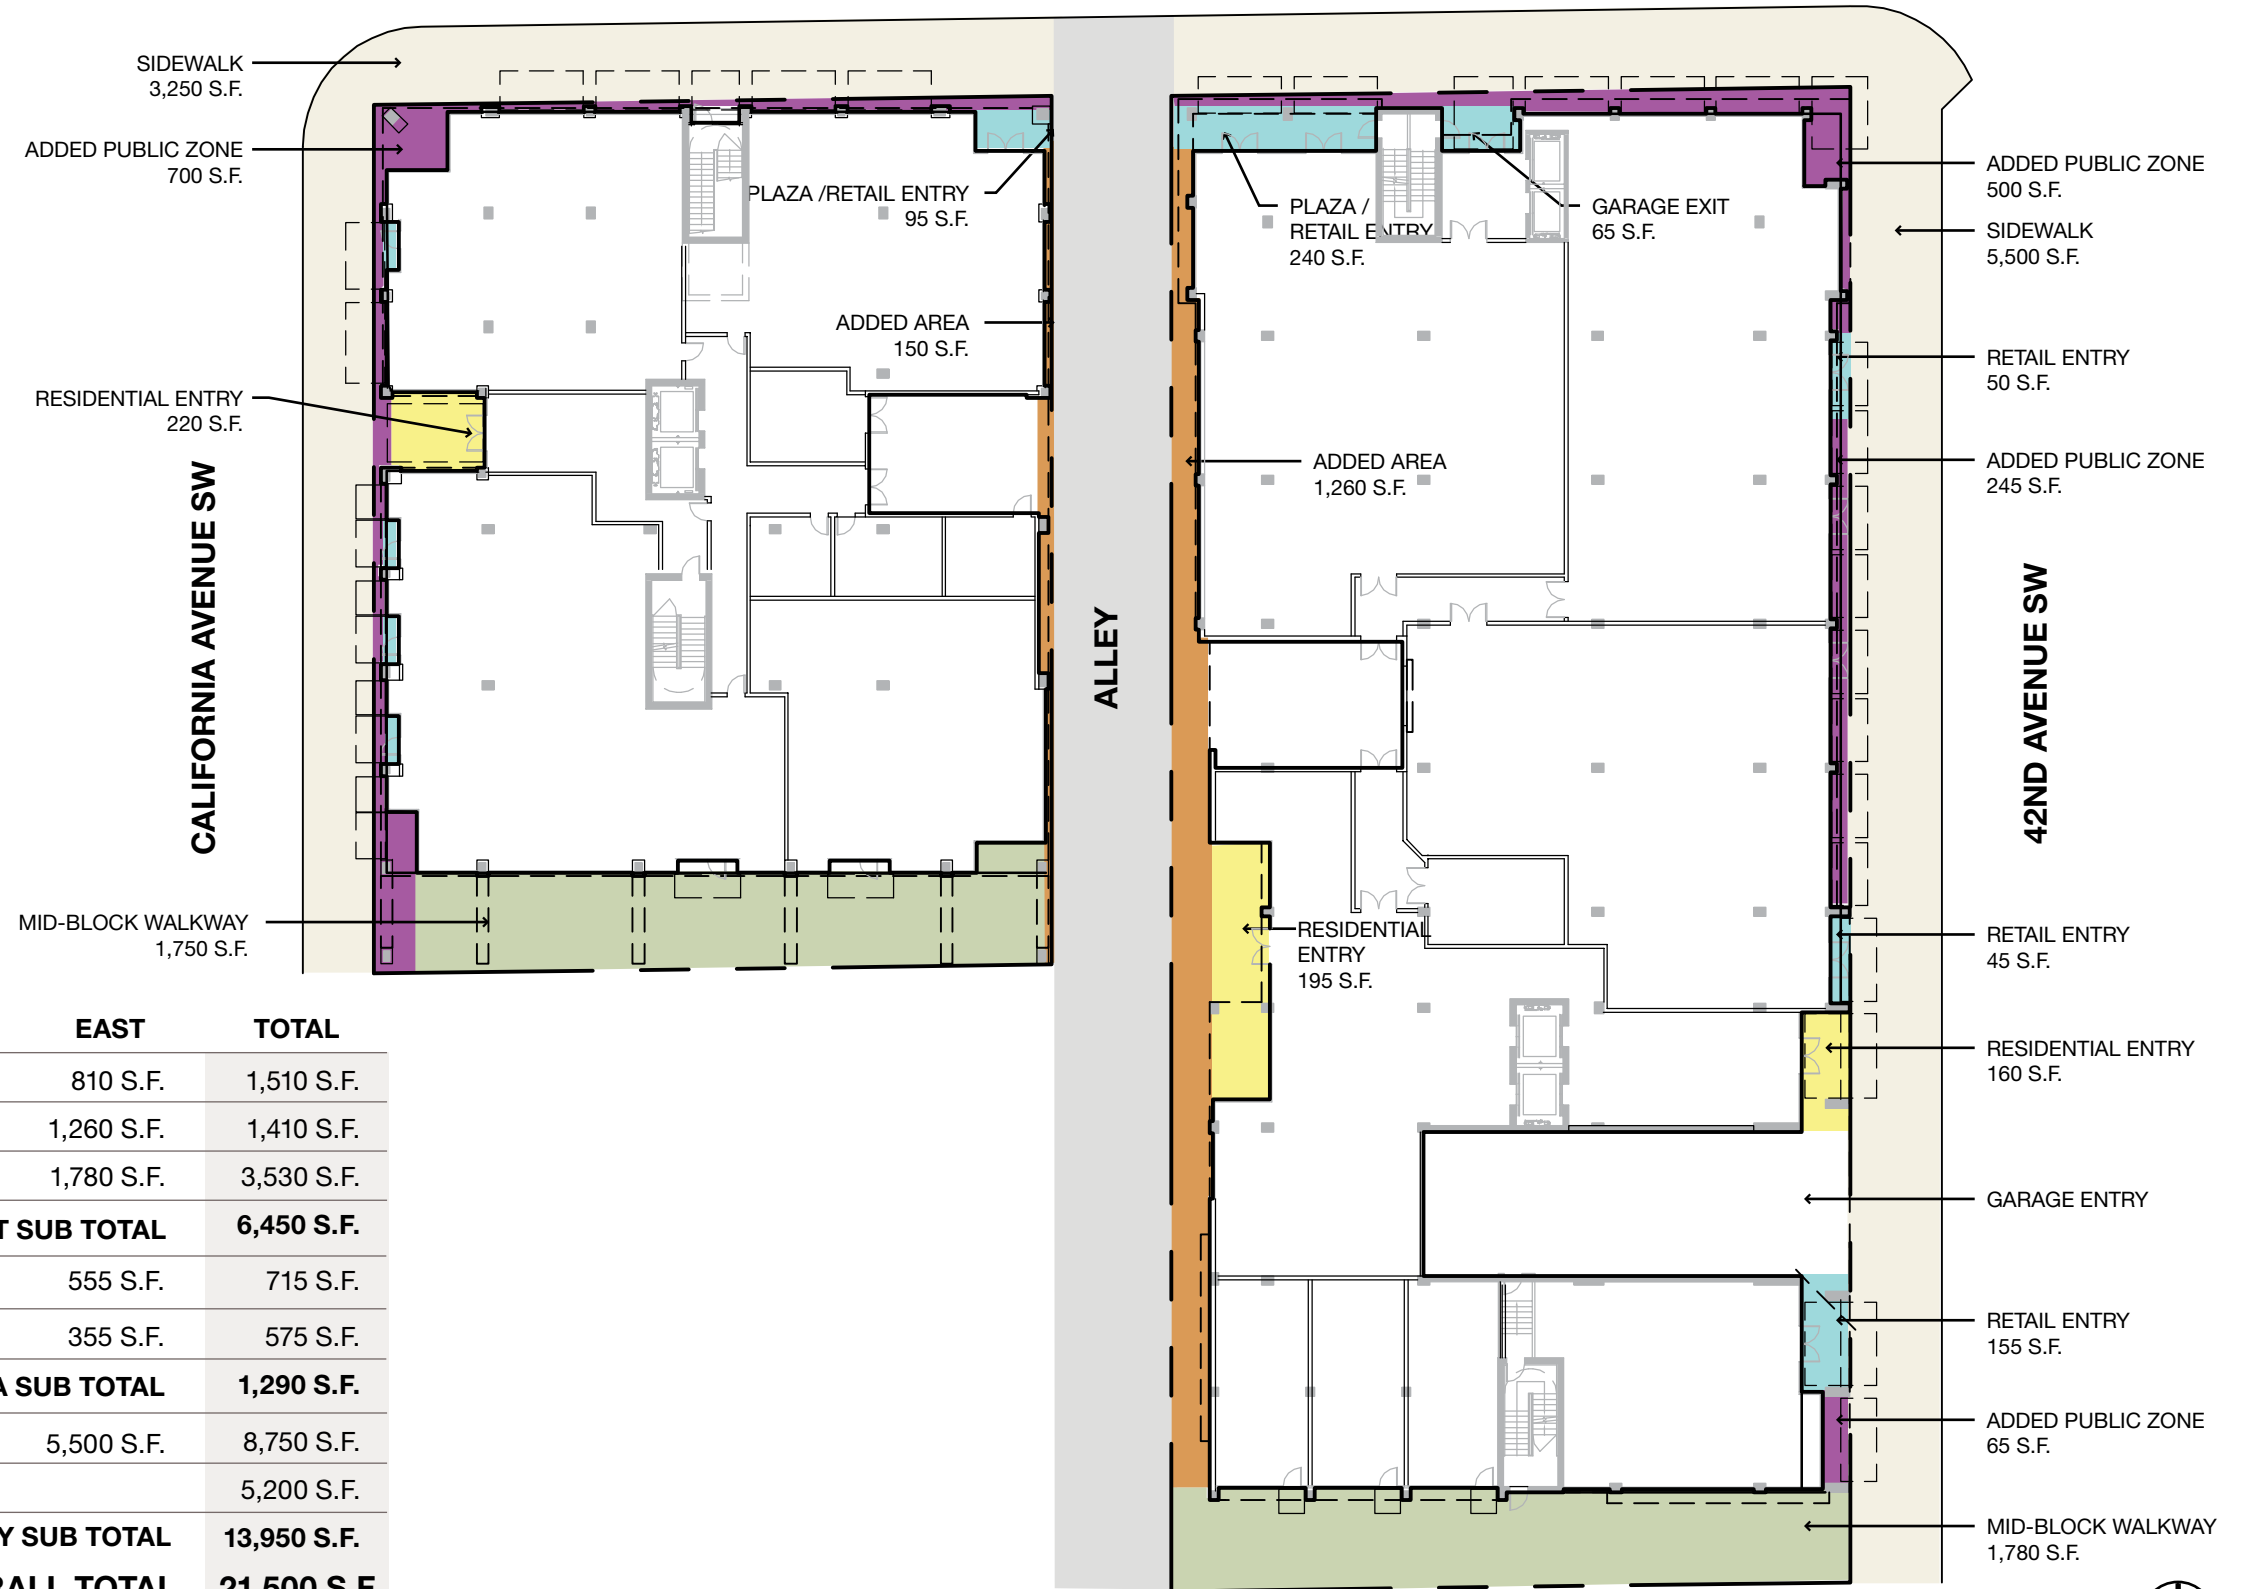 SIDEWALK
3,250 S.F.
ADDED PUBLIC ZONE
700 S.F.
RESIDENTIAL ENTRY
220 S.F.
CALIFORNIA AVENUE SW
MID-BLOCK WALKWAY
1,750 S.F.
PLAZA /RETAIL ENTRY
95 S.F.
ADDED AREA
150 S.F.
ALLEY
PLAZA /
RETAIL ENTRY
240 S.F.
GARAGE EXIT
65 S.F.
ADDED AREA
1,260 S.F.
RESIDENTIAL
ENTRY
195 S.F.
ADDED PUBLIC ZONE
500 S.F.
SIDEWALK
5,500 S.F.
RETAIL ENTRY
50 S.F.
ADDED PUBLIC ZONE
245 S.F.
42ND AVENUE SW
RETAIL ENTRY
45 S.F.
RESIDENTIAL ENTRY
160 S.F.
GARAGE ENTRY
RETAIL ENTRY
155 S.F.
ADDED PUBLIC ZONE
65 S.F.
MID-BLOCK WALKWAY
1,780 S.F.
EAST TOTAL
810 S.F. 1,510 S.F.
1,260 S.F. 1,410 S.F.
1,780 S.F. 3,530 S.F.
T SUB TOTAL 6,450 S.F.
555 S.F. 715 S.F.
355 S.F. 575 S.F.
A SUB TOTAL 1,290 S.F.
5,500 S.F. 8,750 S.F.
5,200 S.F.
Y SUB TOTAL 13,950 S.F.
RALL TOTAL 21,500 S.F.